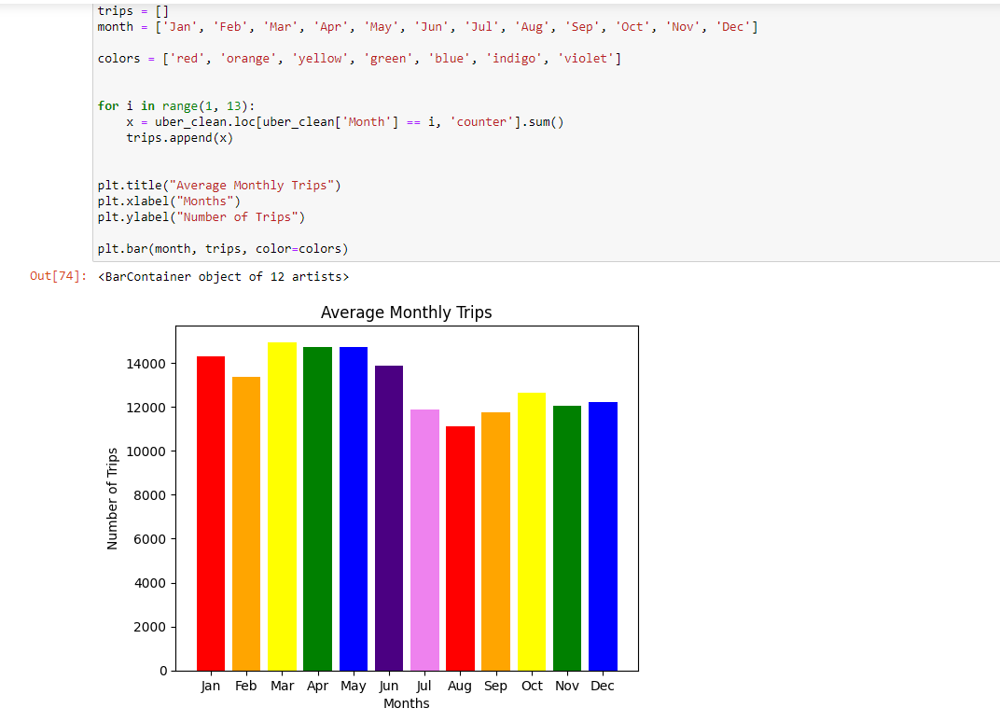 trips = []
month = ['Jan', 'Feb', 'Mar', 'Apr', 'May', 'Jun', 'Jul', 'Aug', 'Sep', 'Oct', 'Nov', 'Dec']
colors = ['red', 'orange', 'yellow', 'green', 'blue', 'indigo', 'violet']
for i in range(1, 13):
    x = uber_clean.loc[uber_clean['Month'] == i, 'counter'].sum()
    trips.append(x)
plt.title("Average Monthly Trips")
plt.xlabel("Months")
plt.ylabel("Number of Trips")
plt.bar(month, trips, color=colors)
Out[74]: <BarContainer object of 12 artists>
Average Monthly Trips
Number of Trips
14000
12000
10000
8000
6000
4000
2000
0
Jan Feb Mar Apr May Jun Jul Aug Sep Oct Nov Dec
Months